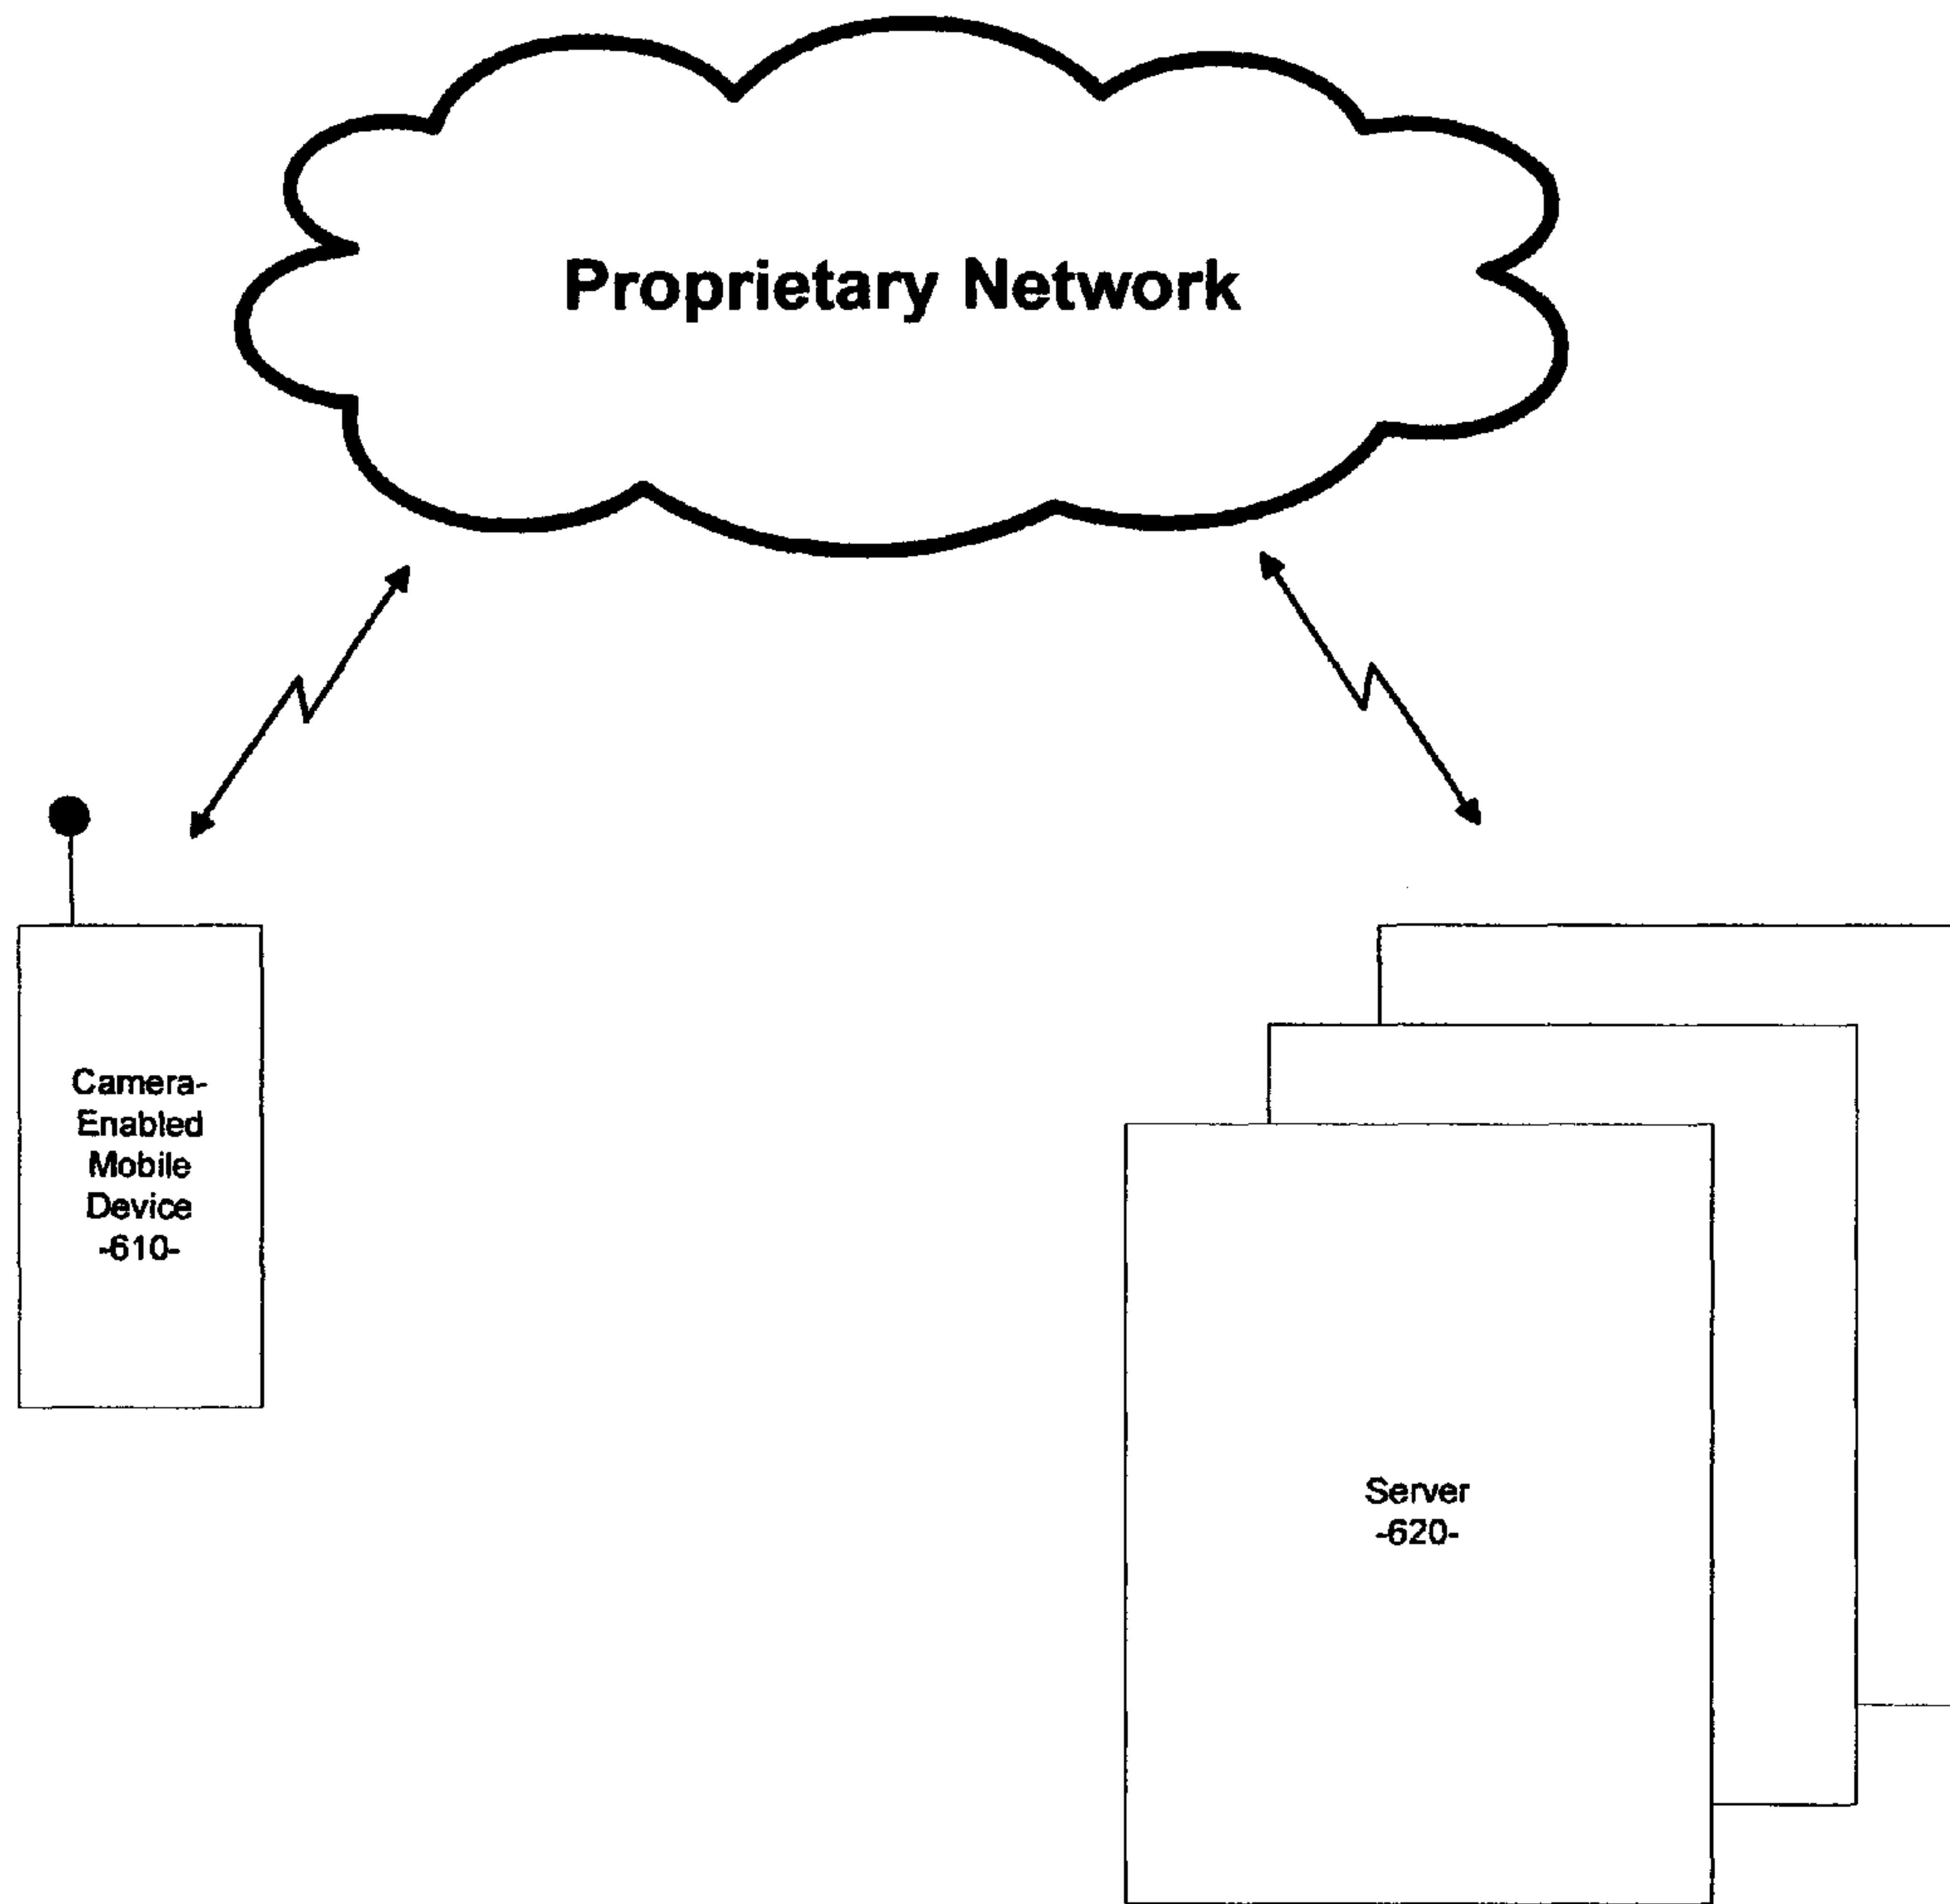 Proprietary Network
Camera-
Enabled
Mobile
Device
-610-
Server
-620-